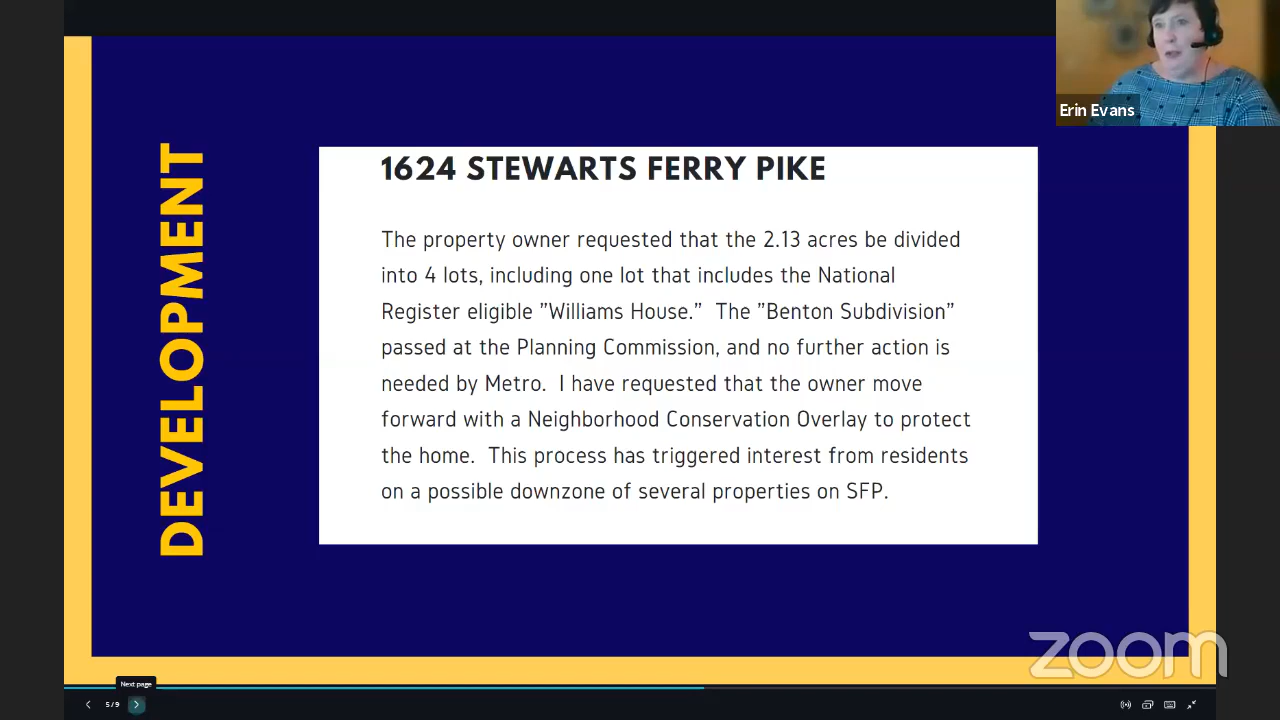 Erin Evans
DEVELOPMENT
1624 STEWARTS FERRY PIKE
The property owner requested that the 2.13 acres be divided
into 4 lots, including one lot that includes the National
Register eligible ”Williams House.” The ”Benton Subdivision”
passed at the Planning Commission, and no further action is
needed by Metro. I have requested that the owner move
forward with a Neighborhood Conservation Overlay to protect
the home. This process has triggered interest from residents
on a possible downzone of several properties on SFP.
zoom
Next page
5/9